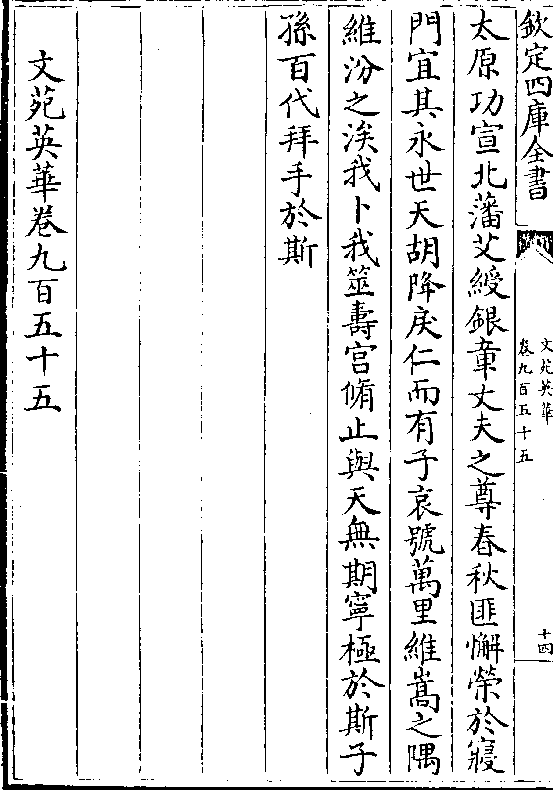 欽定四庫全書
文苑英華
卷九百五十五
十四
太原功宣北藩艾綬銀章丈夫之尊春秋匪懈榮於寢
門宜其永世天胡降戾仁而有子哀號萬里維嵩之隅
維汾之涘我卜我筮壽宫脩止與天無期寧極於斯子
孫百代拜手於斯
文苑英華卷九百五十五